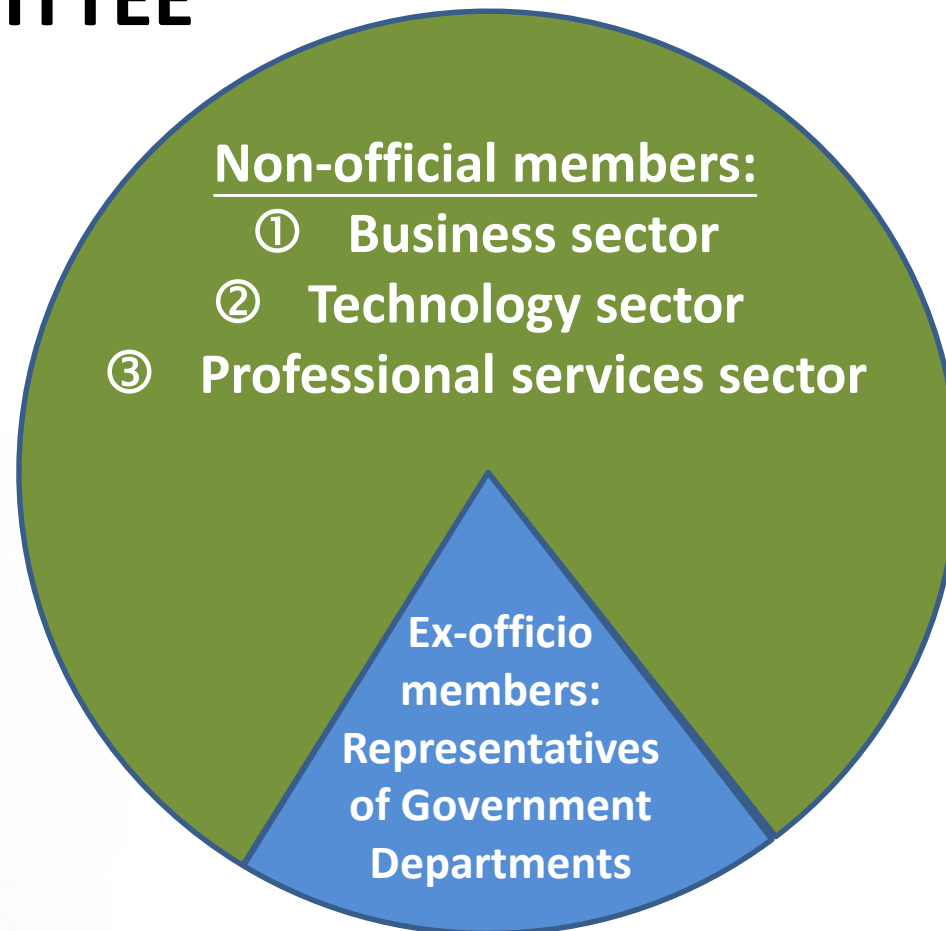 Non-official members:
① Business sector
② Technology sector
③ Professional services sector
Ex-officio
members:
Representatives
of Government
Departments